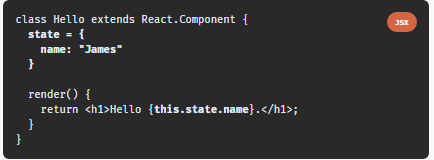 class Hello extends React.Component {
JSX
  state = {
    name: "James"
  }

  render() {
    return <h1>Hello {this.state.name}.</h1>;
  }
}